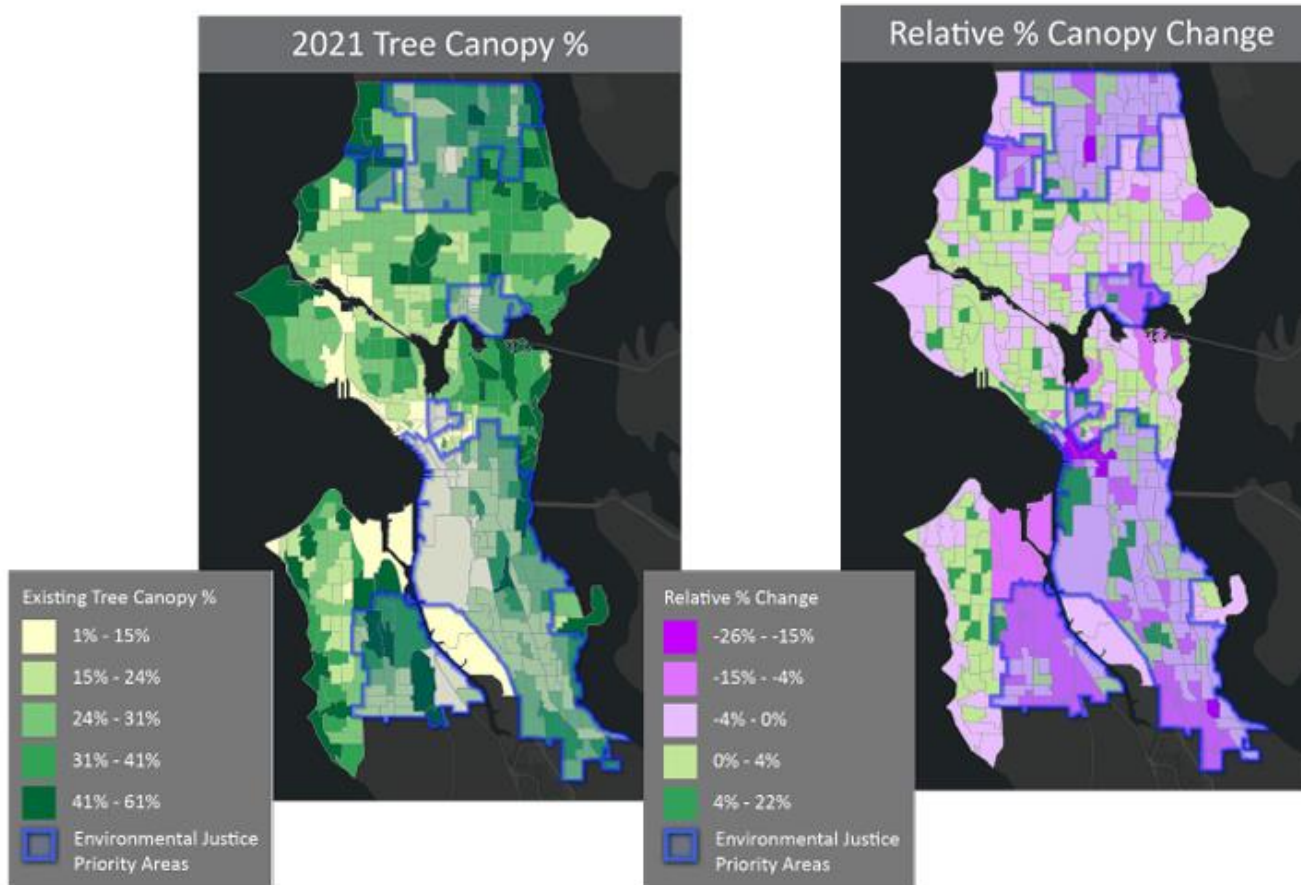 2021 Tree Canopy %
Relative % Canopy Change
Existing Tree Canopy %
1% - 15%
15% - 24%
24% - 31%
31% - 41%
41% - 61%
Environmental Justice
Priority Areas
Relative % Change
-26% - -15%
-15% - -4%
-4% - 0%
0% - 4%
4% - 22%
Environmental Justice
Priority Areas